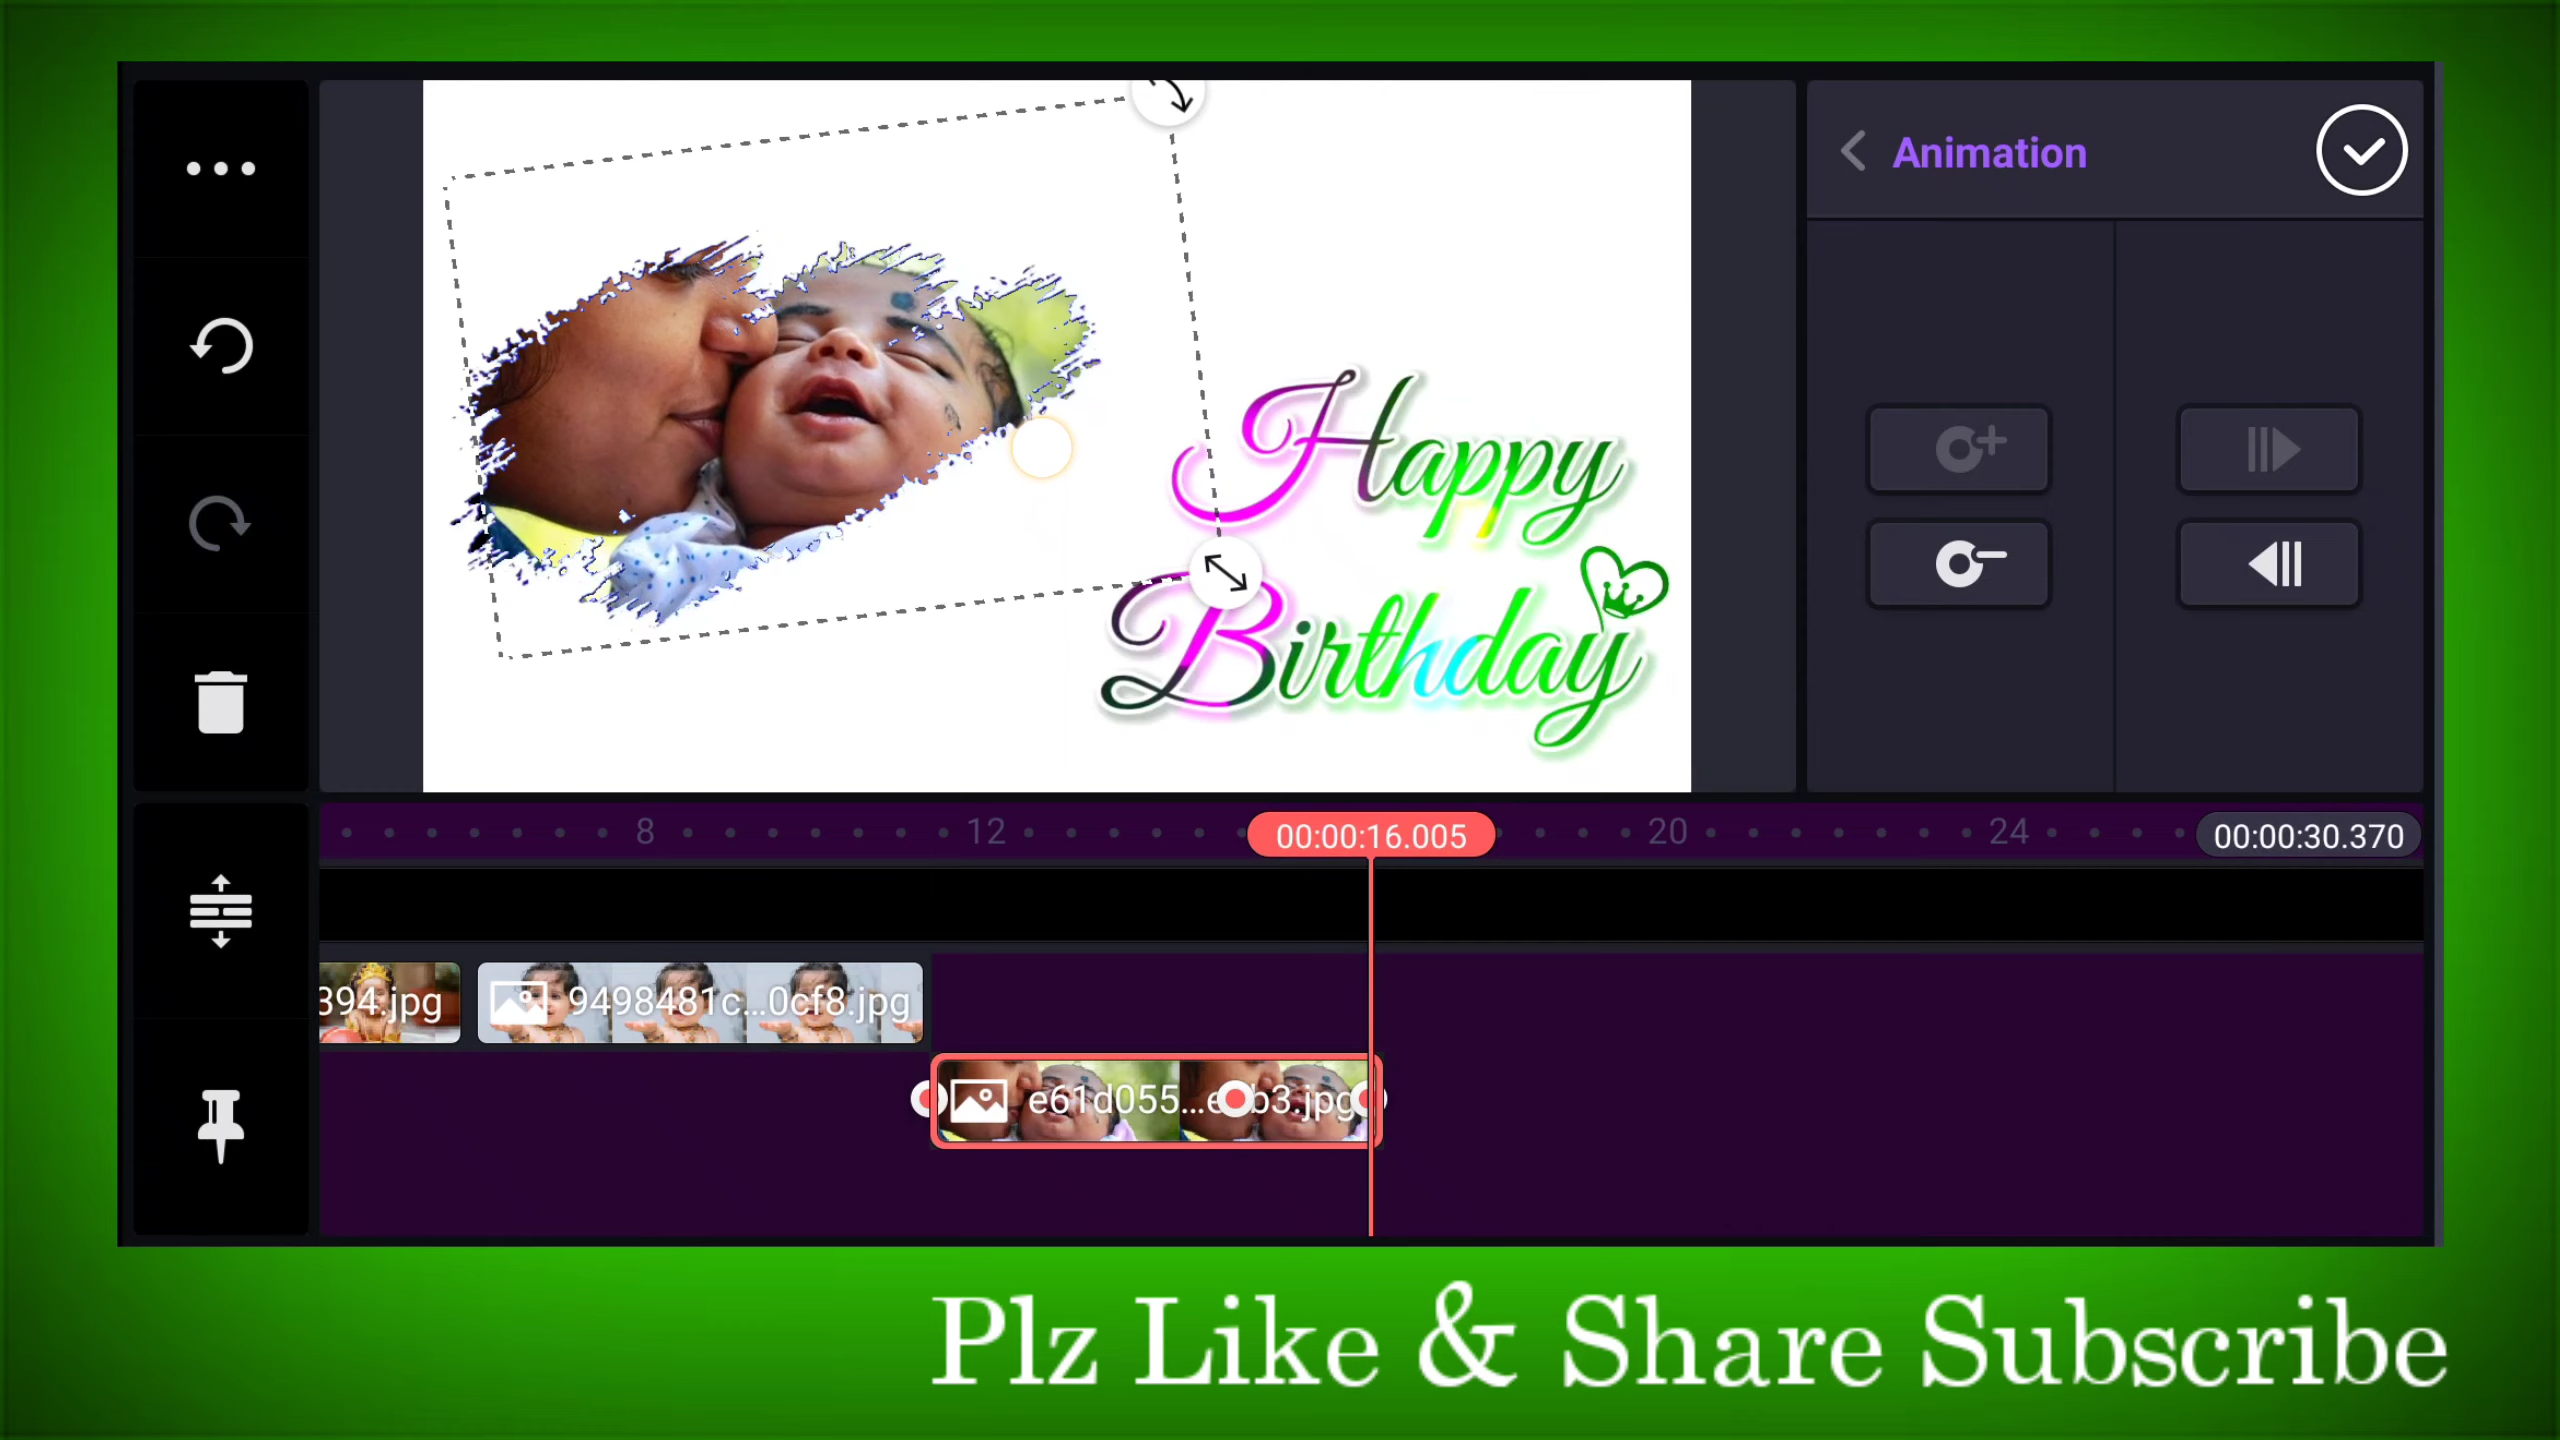 Animation
Happy
Birthday
8 12 00:00:16.005 20 24 00:00:30.370
394.jpg 9498481c...0cf8.jpg
e61d055...e b3.jpg
Plz Like & Share Subscribe